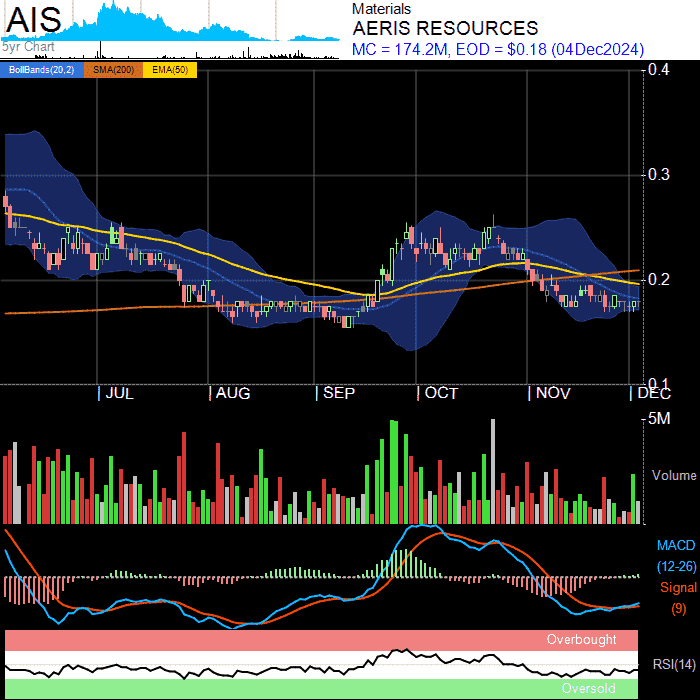 AIS
5yr Chart
Materials
AERIS RESOURCES
MC = 174.2M, EOD = $0.18 (04Dec2024)
BollBands(20,2) SMA(200) EMA(50)
0.4
0.3
0.2
0.1
JUL AUG SEP OCT NOV DEC
5M
Volume
MACD
(12-26)
Signal
(9)
Overbought
RSI(14)
Oversold